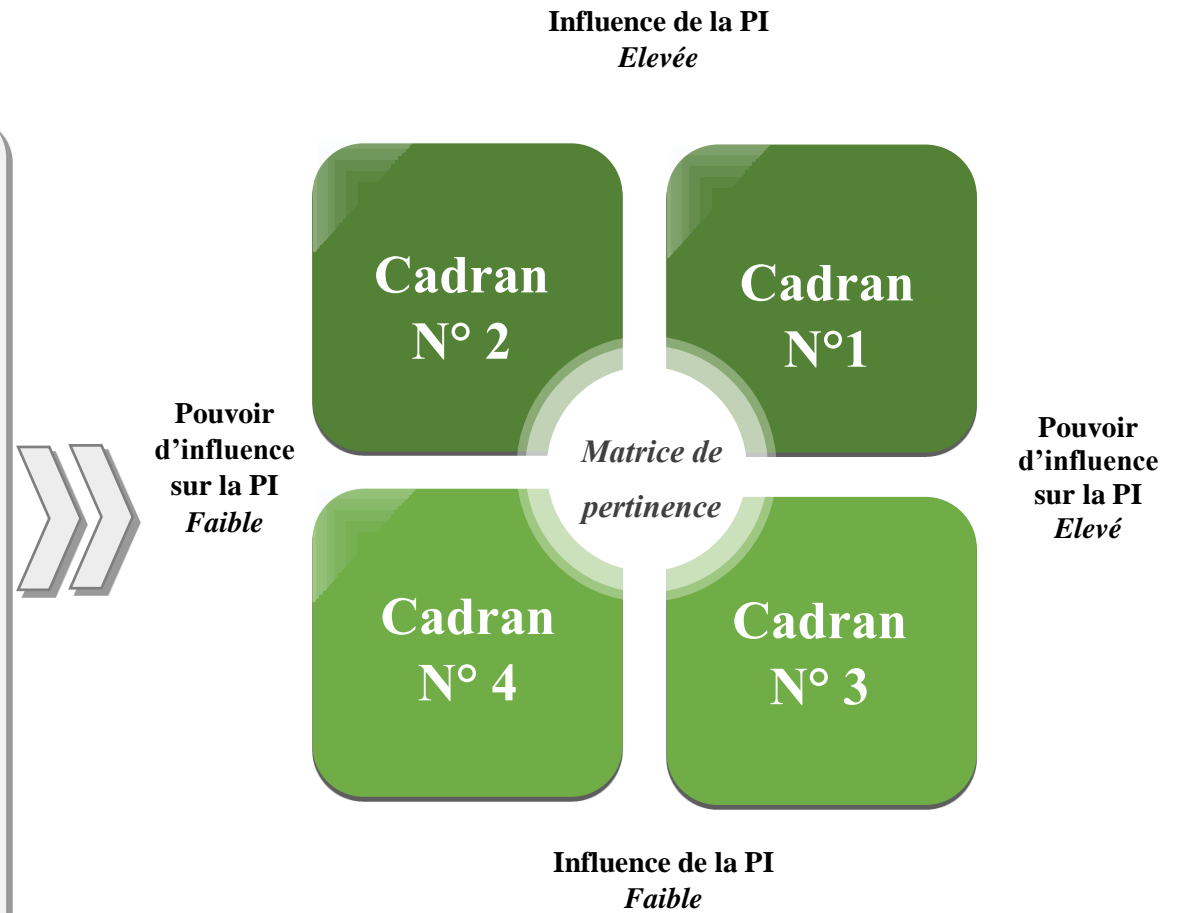 Influence de la PI
Elevée
Cadran
N° 2
Cadran
N°1
Pouvoir
d’influence
sur la PI
Faible
Matrice de
pertinence
Pouvoir
d’influence
sur la PI
Elevé
Cadran
N° 4
Cadran
N° 3
Influence de la PI
Faible